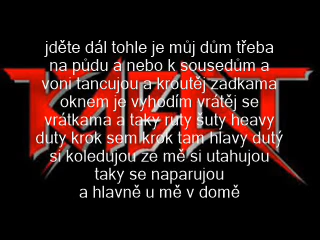 jděte dál tohle je můj dům třeba
na půdu a nebo k sousedům a
voni tancujou a kroutěj zadkama
oknem je vyhodím vrátěj se
vrátkama a taky ruty šuty heavy
duty krok sem krok tam hlavy dutý
si koledujou ze mě si utahujou
taky se naparujou
a hlavně u mě v domě